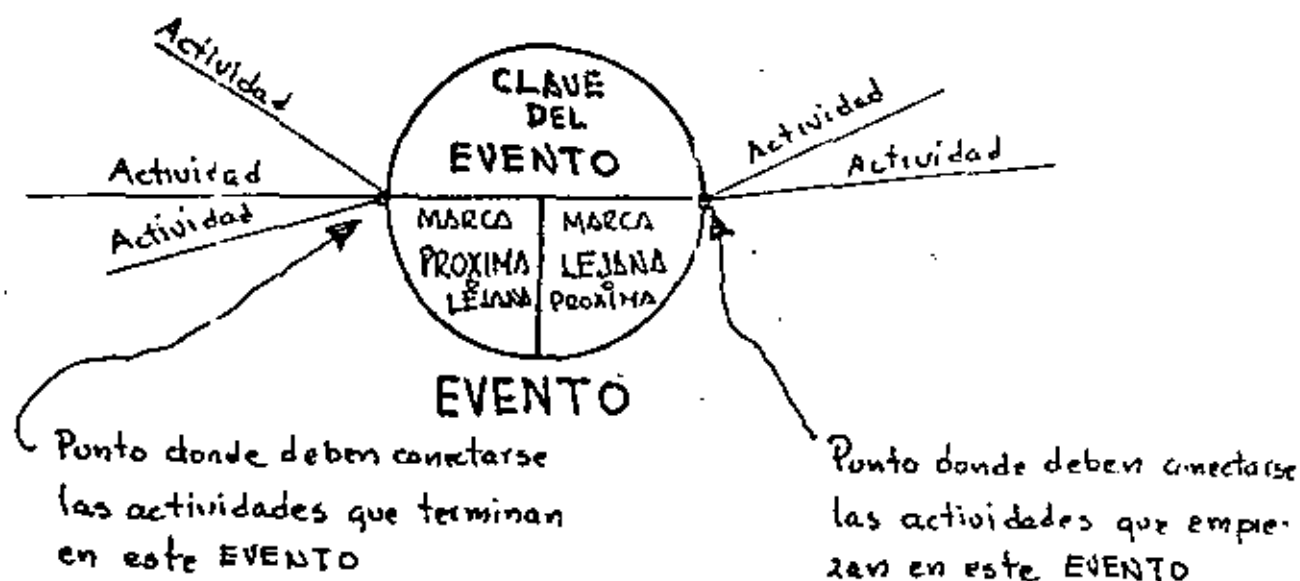 Actividad
Actividad
Actividad
CLAVE
DEL
EVENTO
Actividad
Actividad
MARCA
PROXIMA
O
LEJANA
MARCA
LEJANA
O
PROXIMA
EVENTO
Punto donde deben conectarse
las actividades que terminan
en este EVENTO
Punto donde deben conectarse
las actividades que empie-
zan en este EVENTO